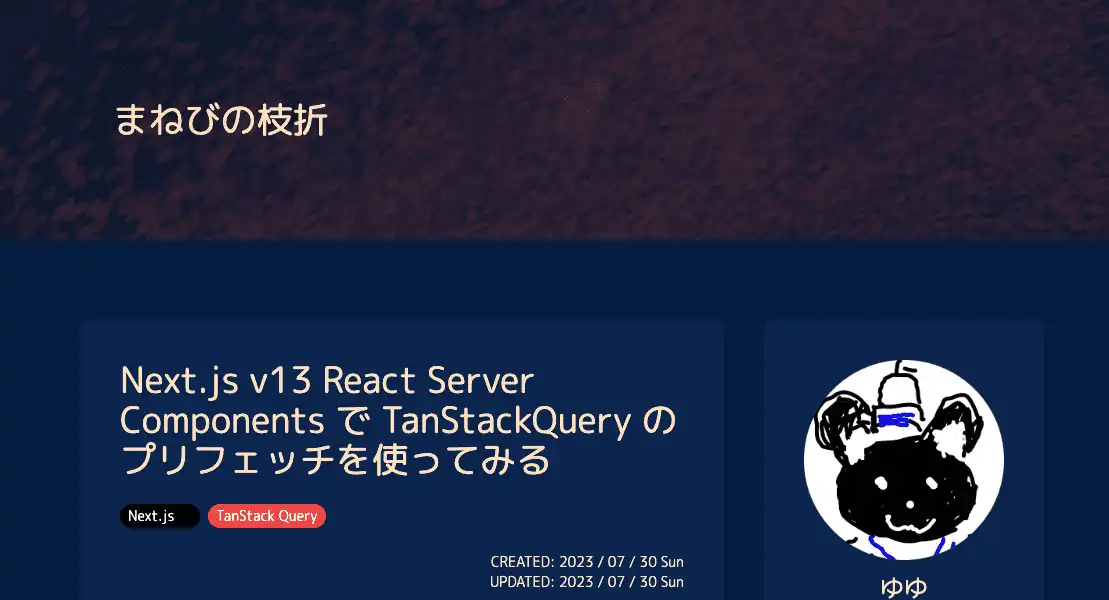 まねびの枝折
Next.js v13 React Server
Components で TanStackQuery の
プリフェッチを使ってみる
Next.js
TanStack Query
CREATED: 2023 / 07 / 30 Sun
UPDATED: 2023 / 07 / 30 Sun
ゆゆ